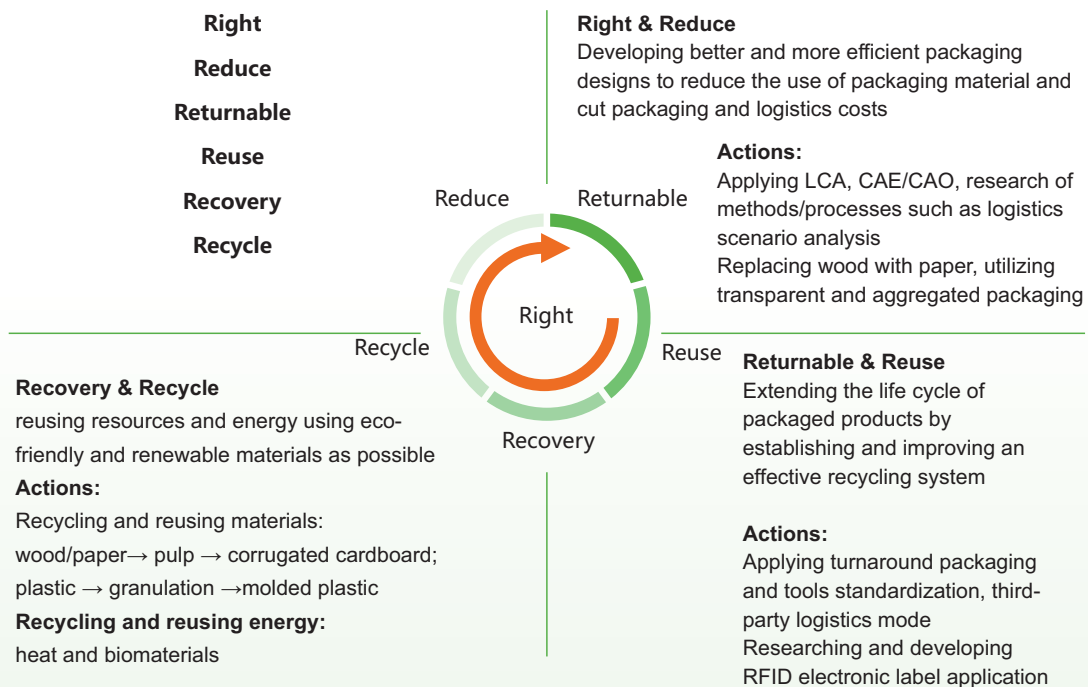 Right
Reduce
Returnable
Reuse
Recovery
Recycle
Right & Reduce
Developing better and more efficient packaging
designs to reduce the use of packaging material and
cut packaging and logistics costs
Actions:
Applying LCA, CAE/CAO, research of
methods/processes such as logistics
scenario analysis
Replacing wood with paper, utilizing
transparent and aggregated packaging
Reduce
Returnable
Right
Recycle
Reuse
Recovery
Recovery & Recycle
reusing resources and energy using eco-
friendly and renewable materials as possible
Actions:
Recycling and reusing materials:
wood/paper→ pulp → corrugated cardboard;
plastic → granulation →molded plastic
Recycling and reusing energy:
heat and biomaterials
Returnable & Reuse
Extending the life cycle of
packaged products by
establishing and improving an
effective recycling system
Actions:
Applying turnaround packaging
and tools standardization, third-
party logistics mode
Researching and developing
RFID electronic label application